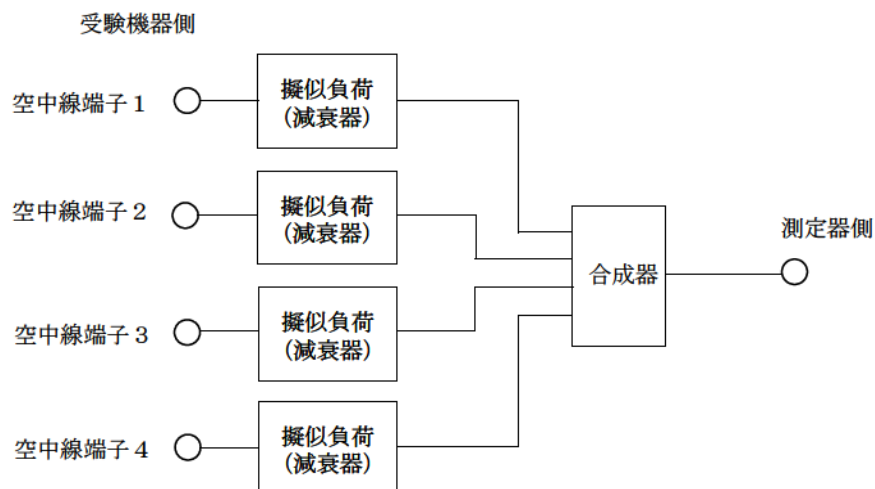 受験機器側
空中線端子1
擬似負荷
(減衰器)
空中線端子2
擬似負荷
(減衰器)
合成器
測定器側
空中線端子3
擬似負荷
(減衰器)
空中線端子4
擬似負荷
(減衰器)